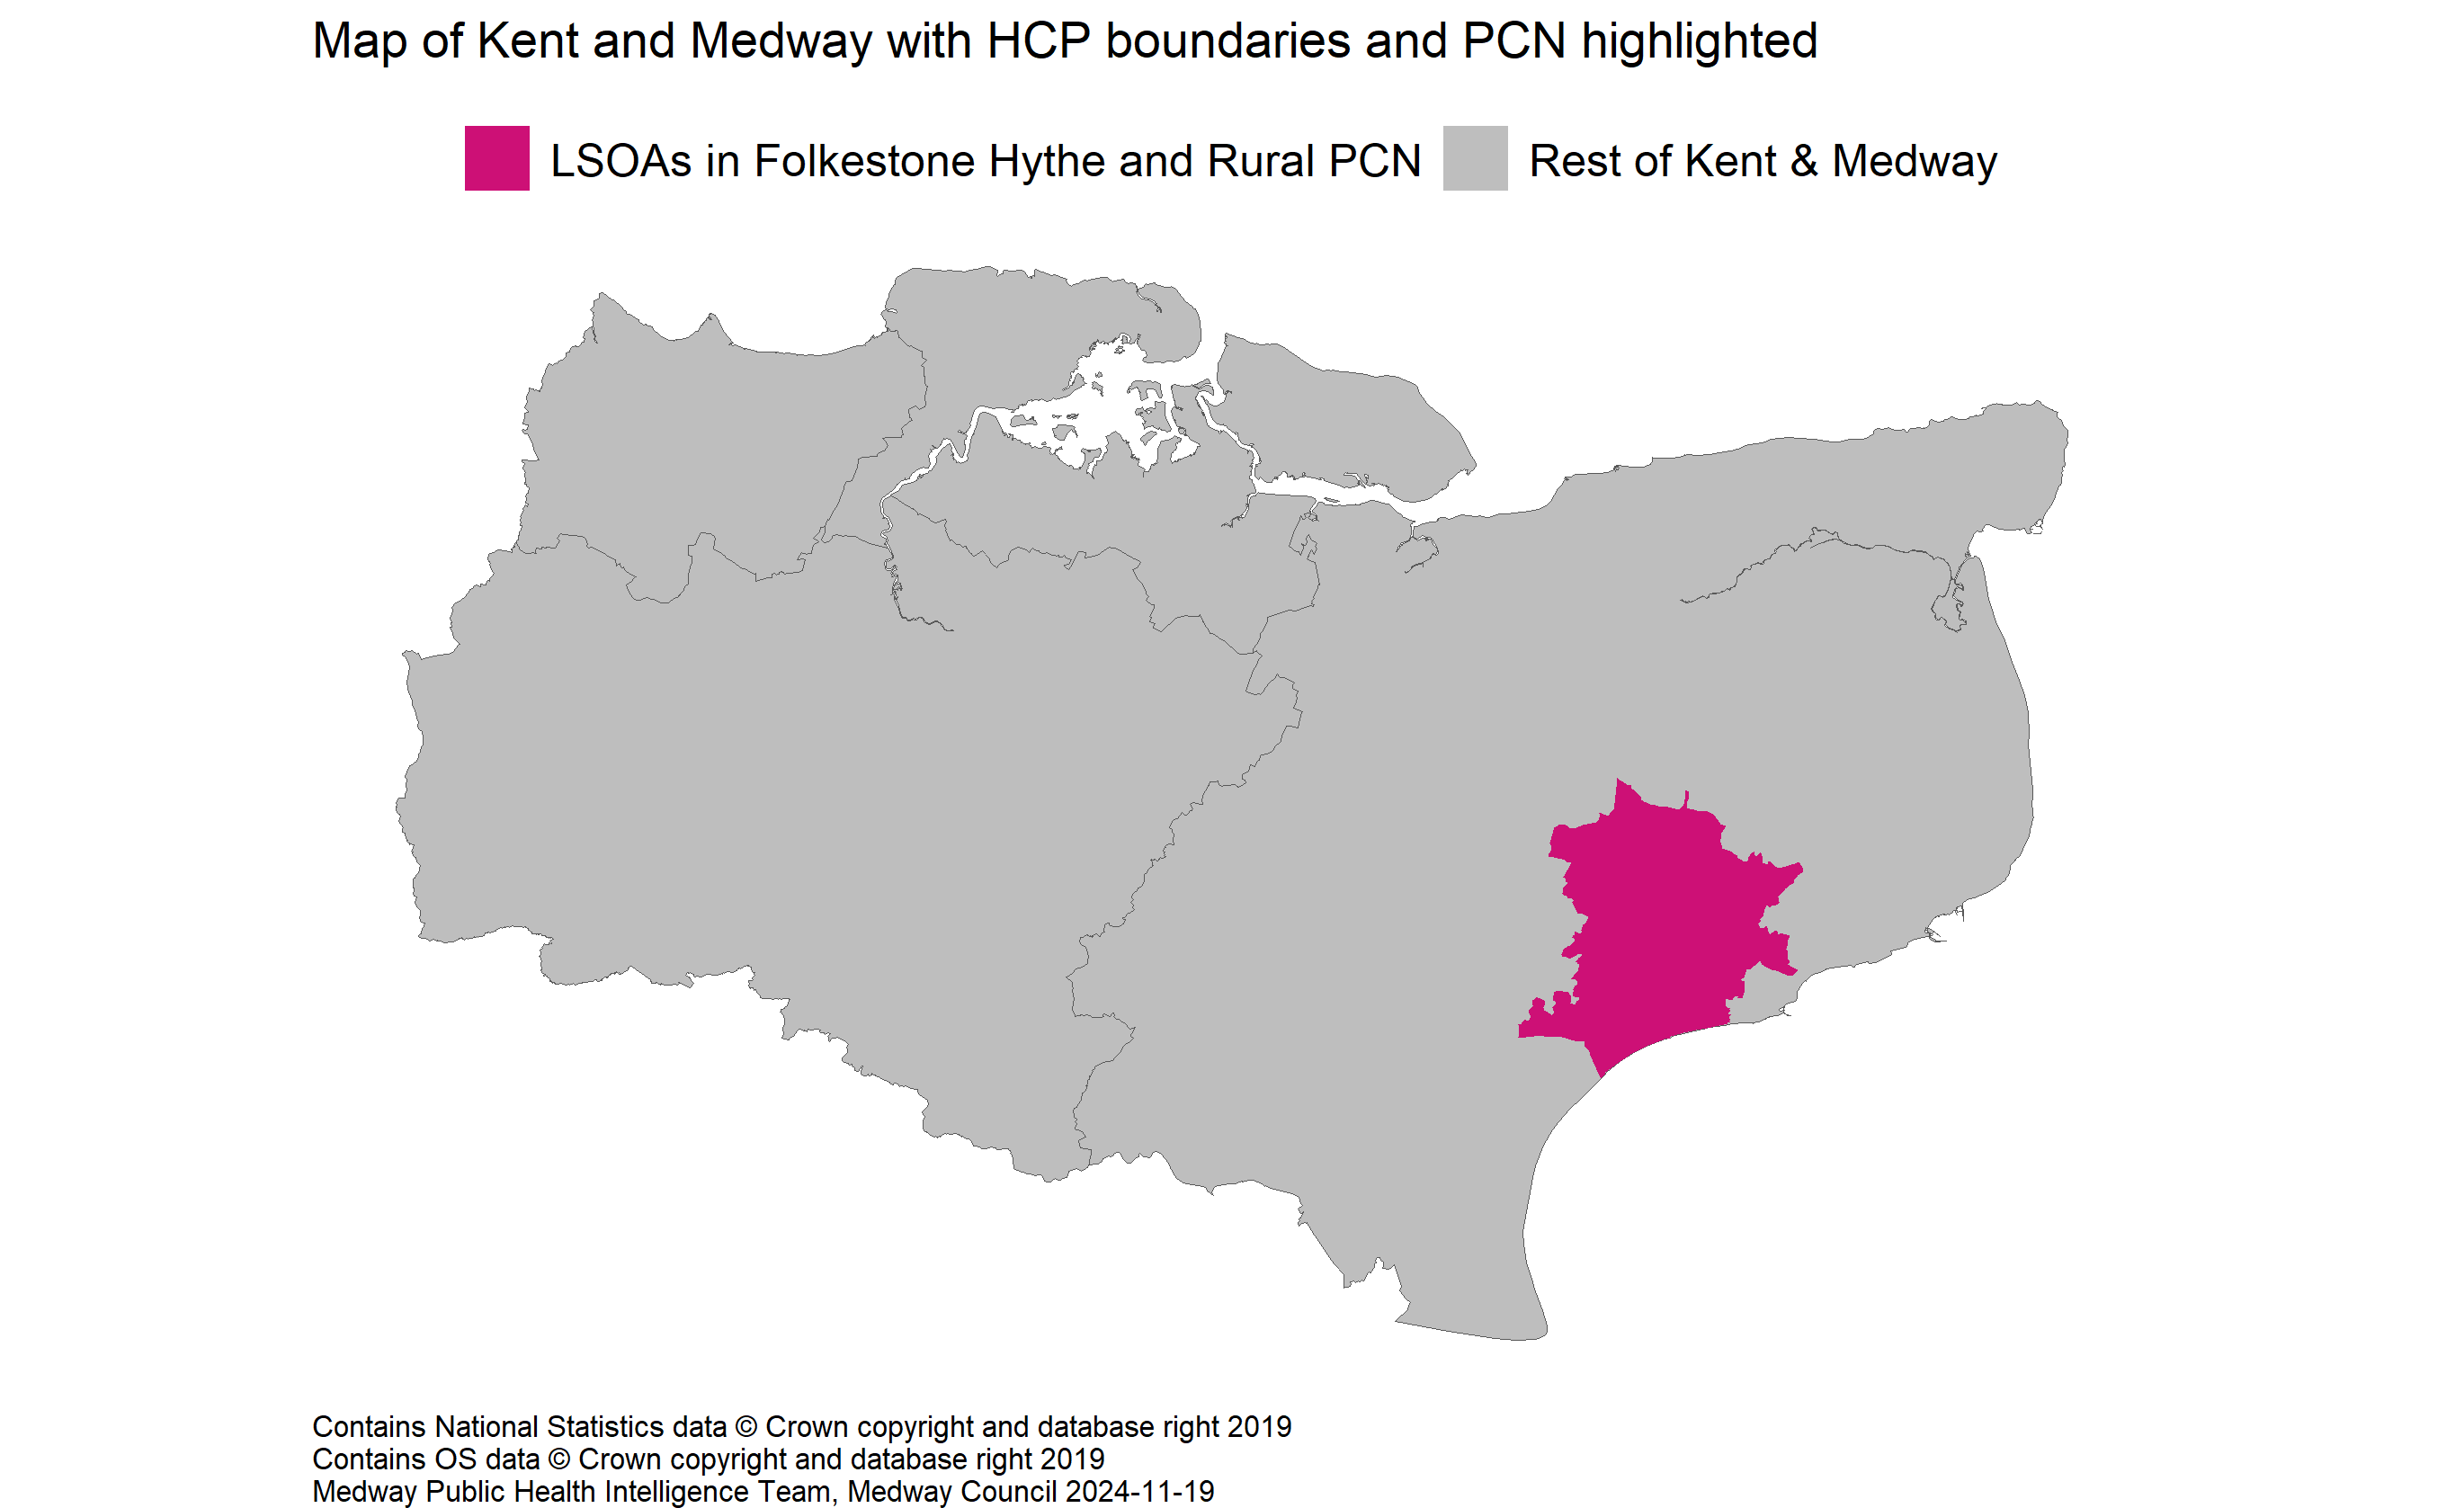 Map of Kent and Medway with HCP boundaries and PCN highlighted
LSOAs in Folkestone Hythe and Rural PCN
Rest of Kent & Medway
Contains National Statistics data © Crown copyright and database right 2019
Contains OS data © Crown copyright and database right 2019
Medway Public Health Intelligence Team, Medway Council 2024-11-19